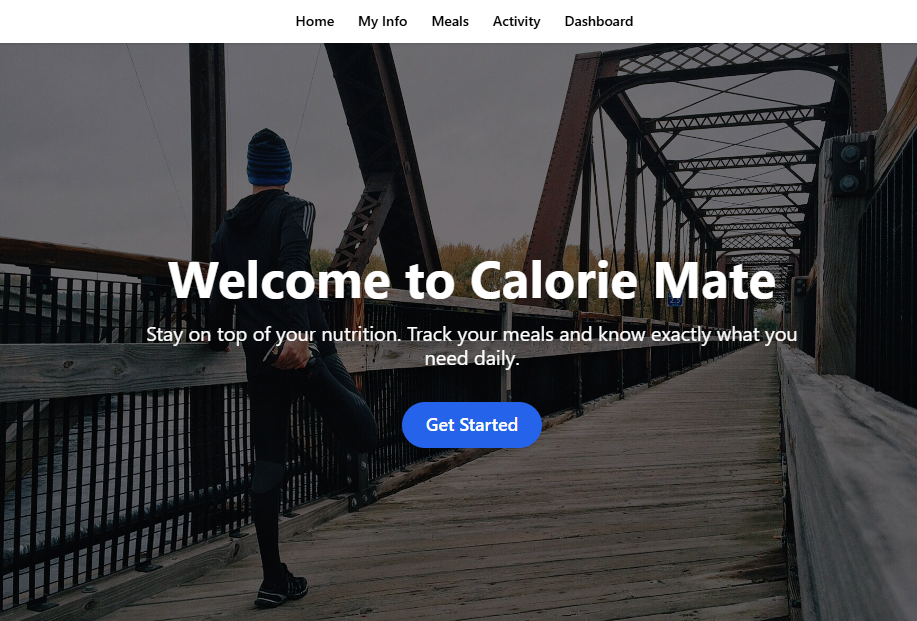 Home My Info Meals Activity Dashboard
Welcome to Calorie Mate
Stay on top of your nutrition. Track your meals and know exactly what you
need daily.
Get Started